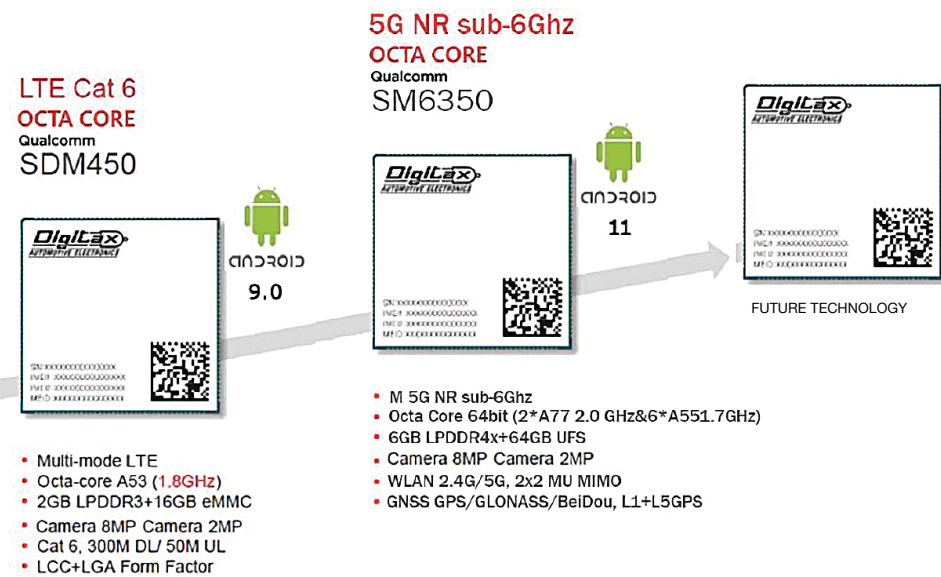 LTE Cat 6
OCTA CORE
Qualcomm
SDM450
Digitax
AUTOMOTIVE ELECTRONICS
ANDROID
9.0
SN:XXXXXXXXXXXXXX
• Multi-mode LTE
• Octa-core A53 (1.8GHz)
• 2GB LPDDR3+16GB eMMC
• Camera 8MP Camera 2MP
• Cat 6, 300M DL/ 50M UL
• LCC+LGA Form Factor
5G NR sub-6Ghz
OCTA CORE
Qualcomm
SM6350
Digitax
AUTOMOTIVE ELECTRONICS
ANDROID
11
• M 5G NR sub-6Ghz
• Octa Core 64bit (2*A77 2.0 GHz&6*A551.7GHz)
• 6GB LPDDR4x+64GB UFS
• Camera 8MP Camera 2MP
• WLAN 2.4G/5G, 2x2 MU MIMO
• GNSS GPS/GLONASS/BeiDou, L1+L5GPS
Digitax
AUTOMOTIVE ELECTRONICS
FUTURE TECHNOLOGY